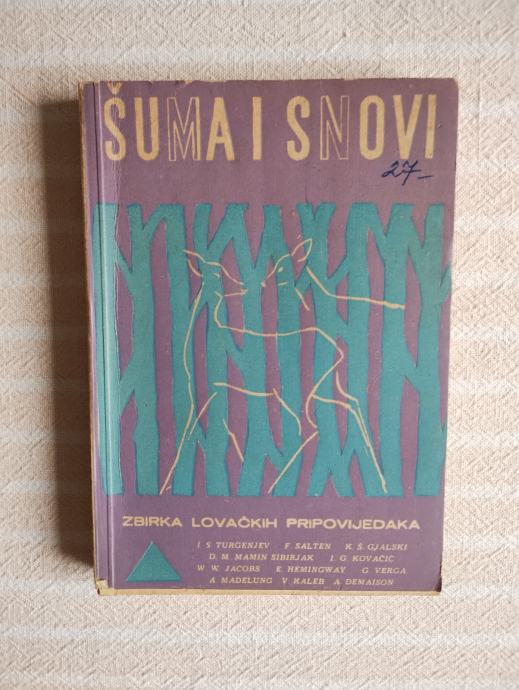 ŠUMA I SNOVI
27-
ZBIRKA LOVAČKIH PRIPOVIJEDAKA
I S TURGENJEV F. SALTEN K. Š. GJALSKI
D. M. MAMIN SIBIRJAK I. G. KOVAČIĆ
W. W. JACOBS E. HEMINGWAY G. VERGA
A MADELUNG V KALEB A. DEMAISON